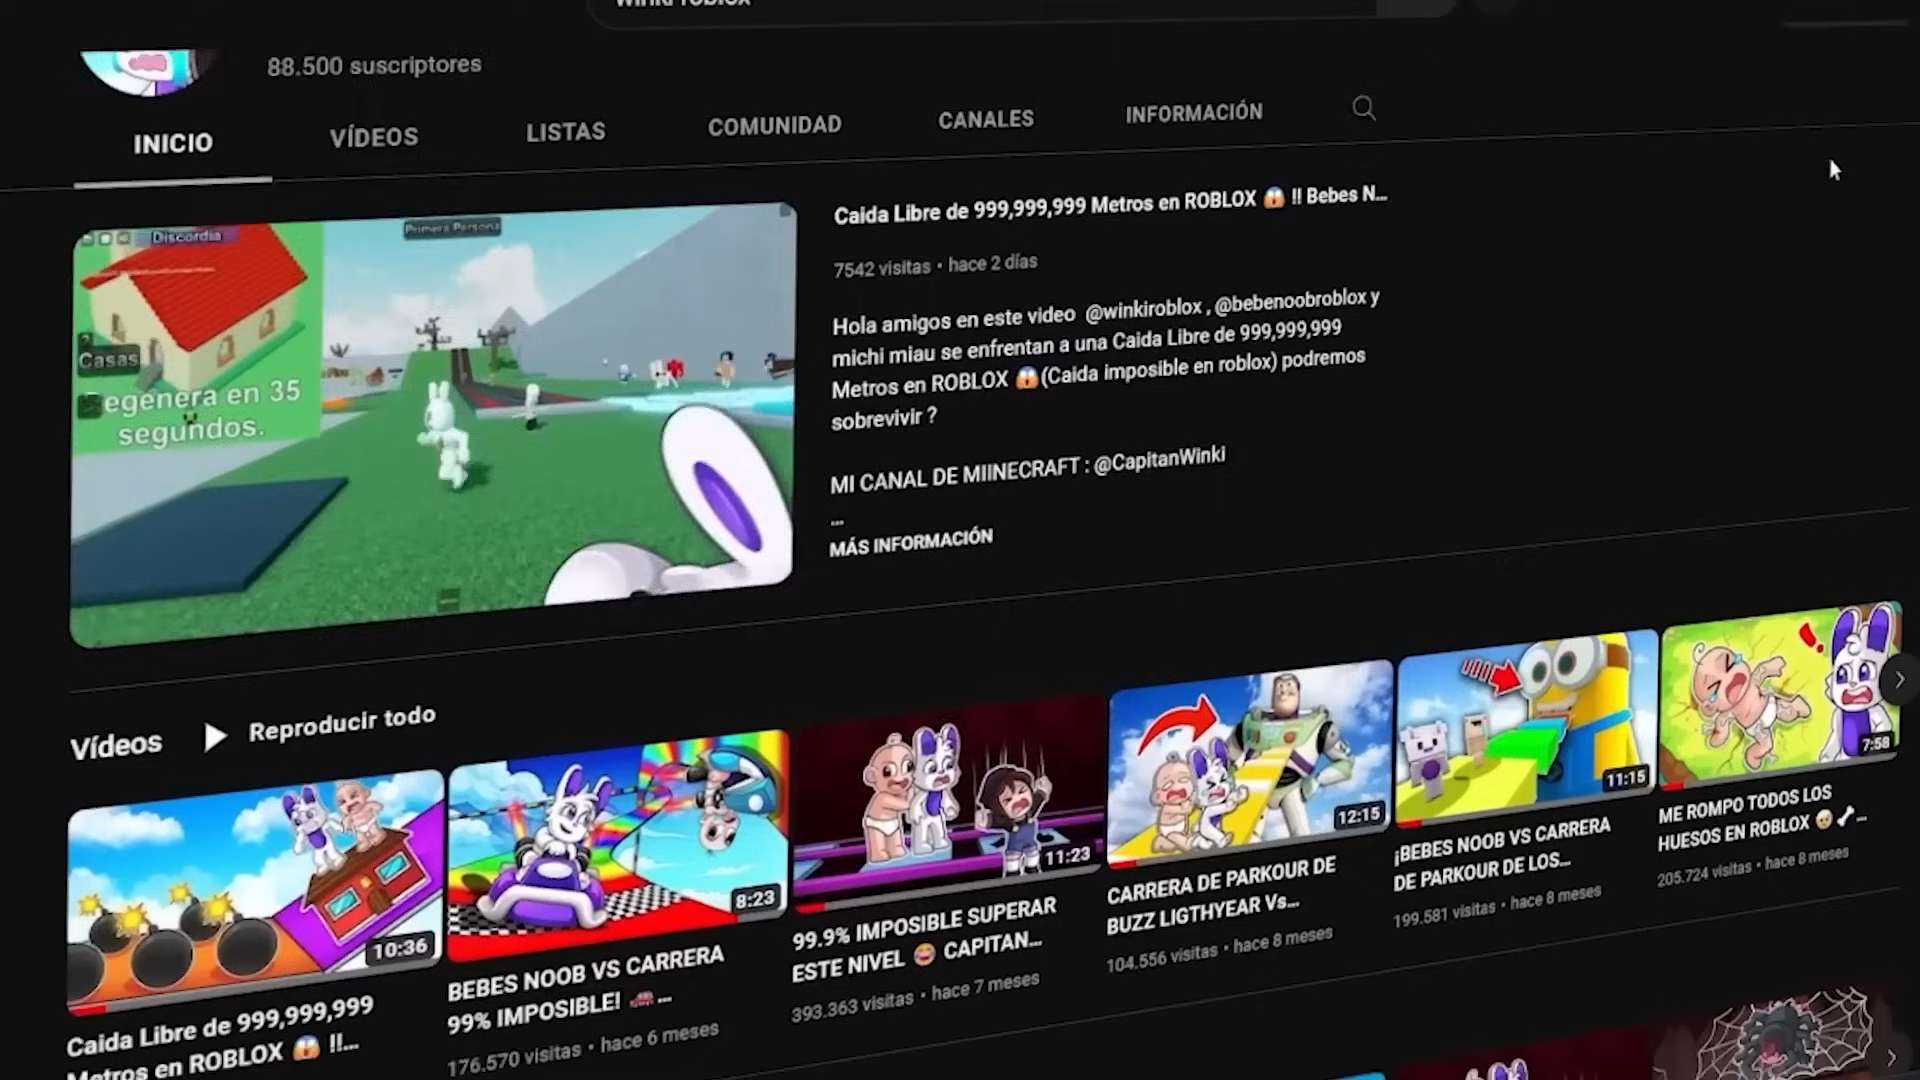 winki roblox
88.500 suscriptores
INICIO
VÍDEOS
LISTAS
COMUNIDAD
CANALES
INFORMACIÓN
Discordia
Primera Persona
Casas
egenera en 35
segundos.
Caida Libre de 999,999,999 Metros en ROBLOX 😱 !! Bebes N...
7542 visitas • hace 2 días
Hola amigos en este video @winkiroblox , @bebenoobroblox y
michi miau se enfrentan a una Caida Libre de 999,999,999
Metros en ROBLOX 😱(Caida imposible en roblox) podremos
sobrevivir ?
MI CANAL DE MIINECRAFT : @CapitanWinki
...
MÁS INFORMACIÓN
Vídeos
Reproducir todo
10:36
Caida Libre de 999,999,999
Metros en ROBLOX 😱 !!...
8:23
BEBES NOOB VS CARRERA
99% IMPOSIBLE! 🚗 ...
176.570 visitas • hace 6 meses
11:23
99.9% IMPOSIBLE SUPERAR
ESTE NIVEL 😂 CAPITAN...
393.363 visitas • hace 7 meses
12:15
CARRERA DE PARKOUR DE
BUZZ LIGTHYEAR Vs...
104.556 visitas • hace 8 meses
11:15
¡BEBES NOOB VS CARRERA
DE PARKOUR DE LOS...
199.581 visitas • hace 8 meses
7:58
ME ROMPO TODOS LOS
HUESOS EN ROBLOX 🤕🦴...
205.724 visitas • hace 8 meses